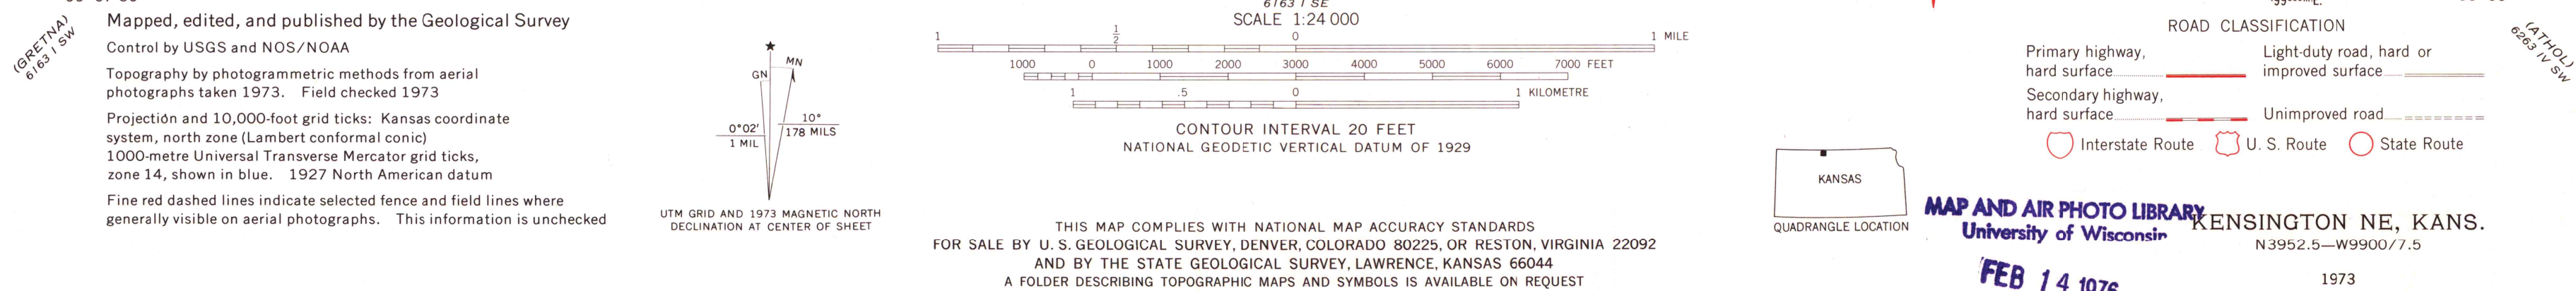 (GRETNA)
6163 I SW
Mapped, edited, and published by the Geological Survey
Control by USGS and NOS/NOAA
Topography by photogrammetric methods from aerial
photographs taken 1973. Field checked 1973
Projection and 10,000-foot grid ticks: Kansas coordinate
system, north zone (Lambert conformal conic)
1000-metre Universal Transverse Mercator grid ticks,
zone 14, shown in blue. 1927 North American datum
Fine red dashed lines indicate selected fence and field lines where
generally visible on aerial photographs. This information is unchecked
GN
MN
0°02'
1 MIL
10°
178 MILS
UTM GRID AND 1973 MAGNETIC NORTH
DECLINATION AT CENTER OF SHEET
6163 I SE
SCALE 1:24 000
1 1/2 0 1 MILE
1000 0 1000 2000 3000 4000 5000 6000 7000 FEET
1 .5 0 1 KILOMETRE
CONTOUR INTERVAL 20 FEET
NATIONAL GEODETIC VERTICAL DATUM OF 1929
THIS MAP COMPLIES WITH NATIONAL MAP ACCURACY STANDARDS
FOR SALE BY U. S. GEOLOGICAL SURVEY, DENVER, COLORADO 80225, OR RESTON, VIRGINIA 22092
AND BY THE STATE GEOLOGICAL SURVEY, LAWRENCE, KANSAS 66044
A FOLDER DESCRIBING TOPOGRAPHIC MAPS AND SYMBOLS IS AVAILABLE ON REQUEST
KANSAS
QUADRANGLE LOCATION
ROAD CLASSIFICATION
Primary highway,
hard surface
Light-duty road, hard or
improved surface
Secondary highway,
hard surface
Unimproved road
Interstate Route
U. S. Route
State Route
(ATHOL)
6263 IV SW
MAP AND AIR PHOTO LIBRARY
University of Wisconsin
FEB 14 1976
KENSINGTON NE, KANS.
N3952.5—W9900/7.5
1973